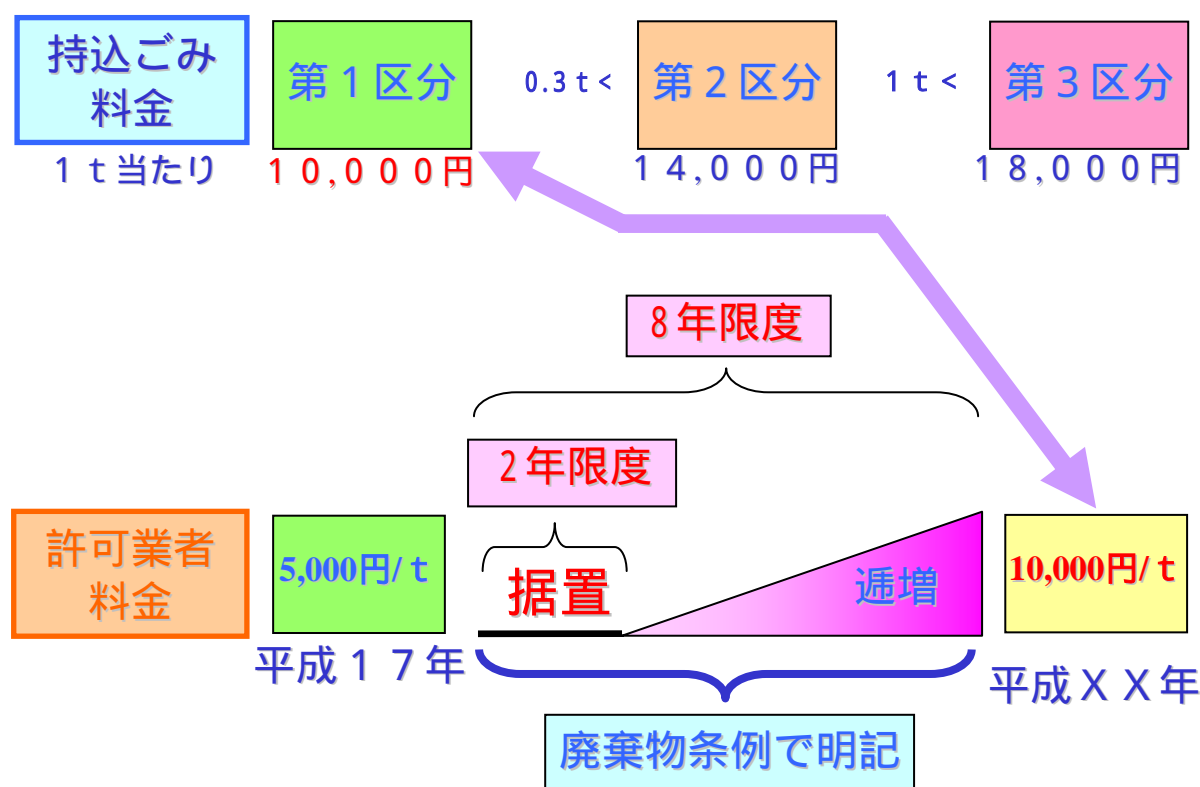 持込ごみ
料金
１ｔ当たり
第１区分
１０,０００円
0.3ｔ<
第２区分
１４,０００円
１ｔ<
第３区分
１８,０００円
8年限度
2年限度
許可業者
料金
5,000円/ｔ
平成１７年
据置
逓増
10,000円/ｔ
平成ＸＸ年
廃棄物条例で明記